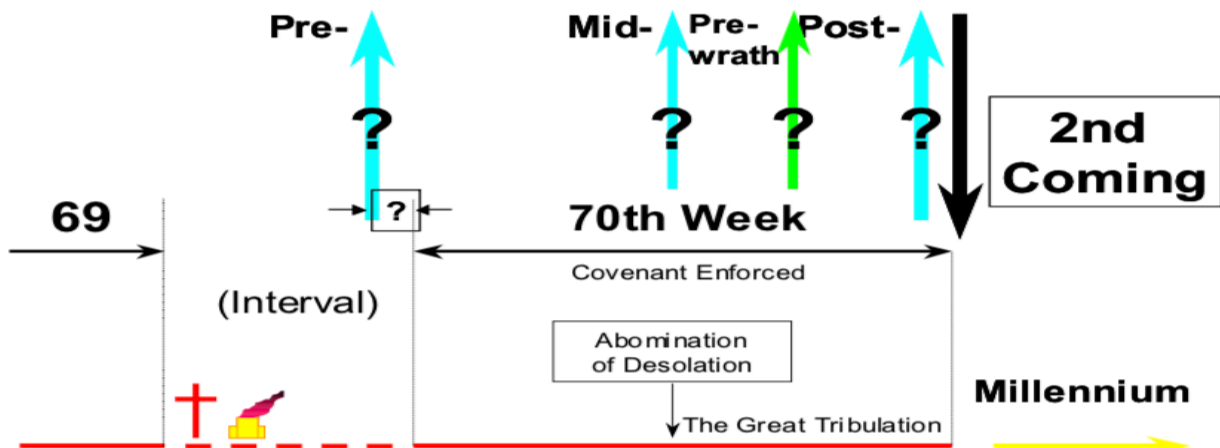 Pre-
Mid-
Pre-
wrath
Post-
?
?
?
?
2nd
Coming
?
69
70th Week
Covenant Enforced
(Interval)
Abomination
of Desolation
Millennium
The Great Tribulation